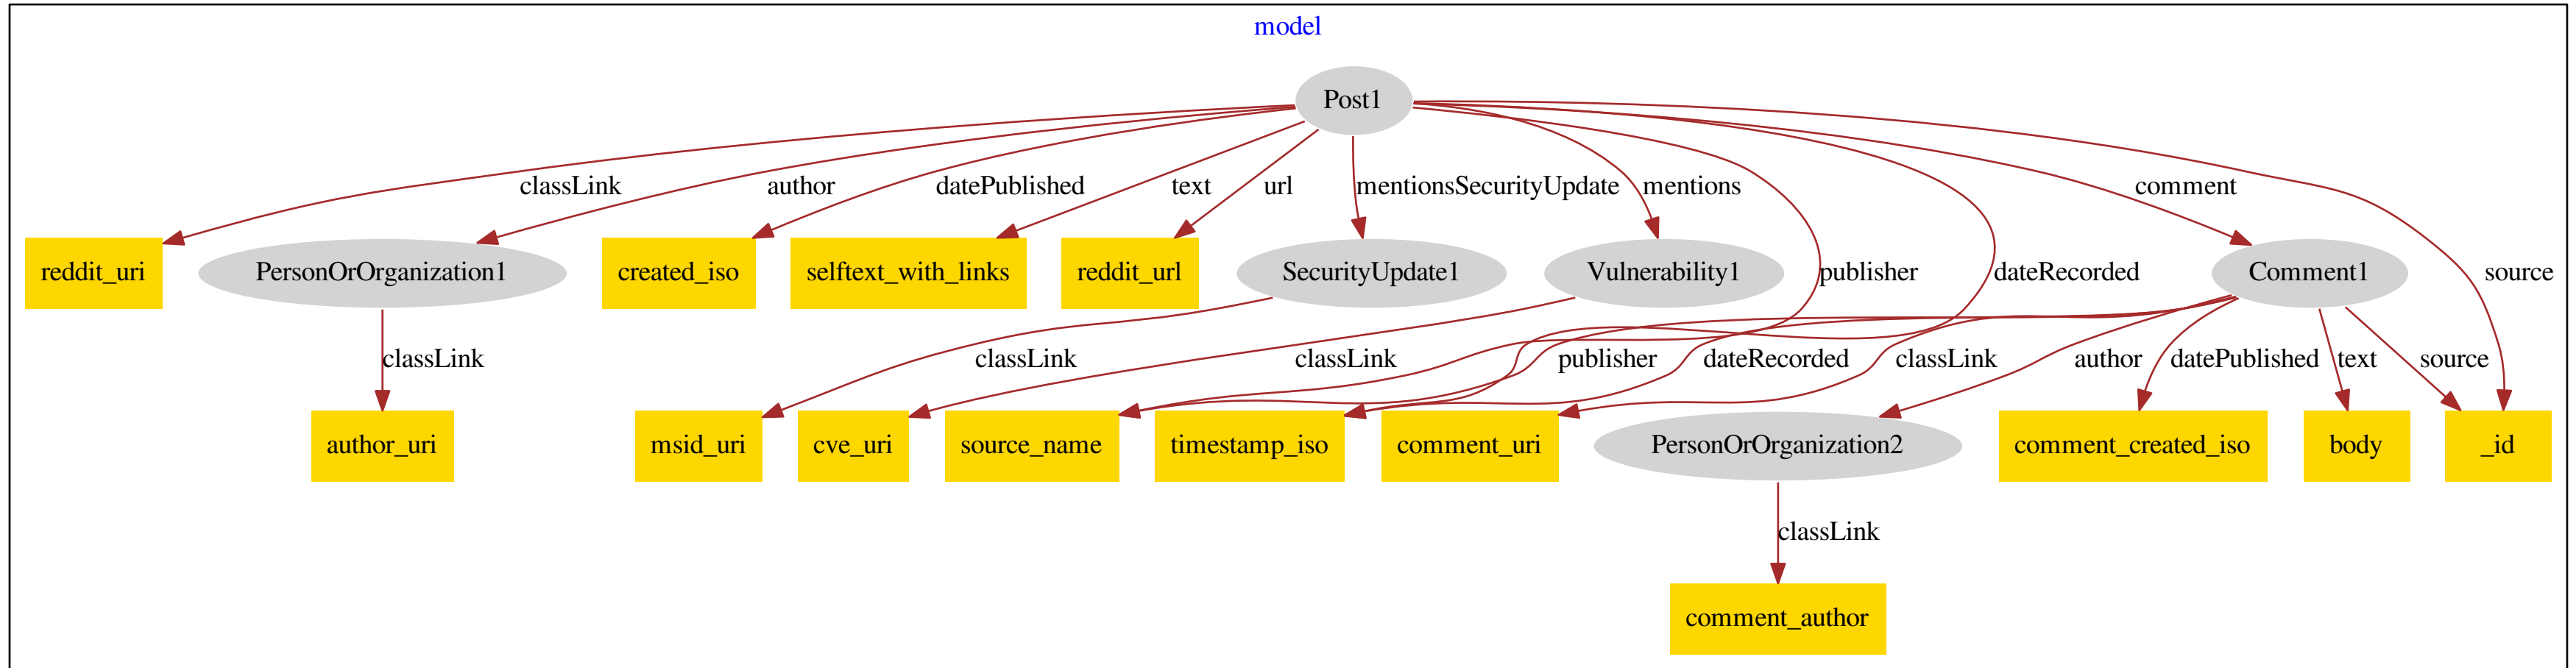 model
Post1
classLink
author
datePublished
text
url
mentionsSecurityUpdate
mentions
comment
reddit_uri
PersonOrOrganization1
created_iso
selftext_with_links
reddit_url
SecurityUpdate1
Vulnerability1
publisher
dateRecorded
Comment1
source
classLink
classLink
classLink
publisher
dateRecorded
classLink
author
datePublished
text
source
author_uri
msid_uri
cve_uri
source_name
timestamp_iso
comment_uri
PersonOrOrganization2
comment_created_iso
body
_id
classLink
comment_author